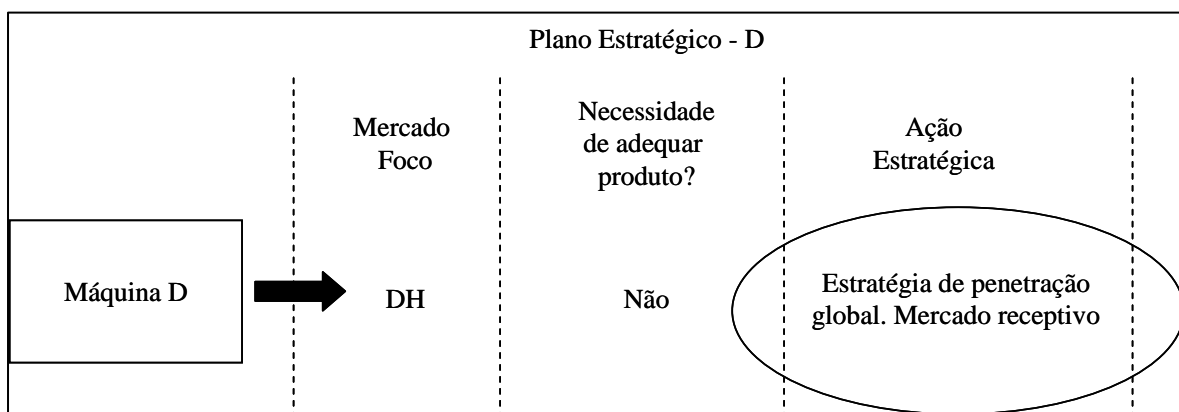 Plano Estratégico - D
Mercado
Foco
Necessidade
de adequar
produto?
Ação
Estratégica
Máquina D
DH
Não
Estratégia de penetração
global. Mercado receptivo